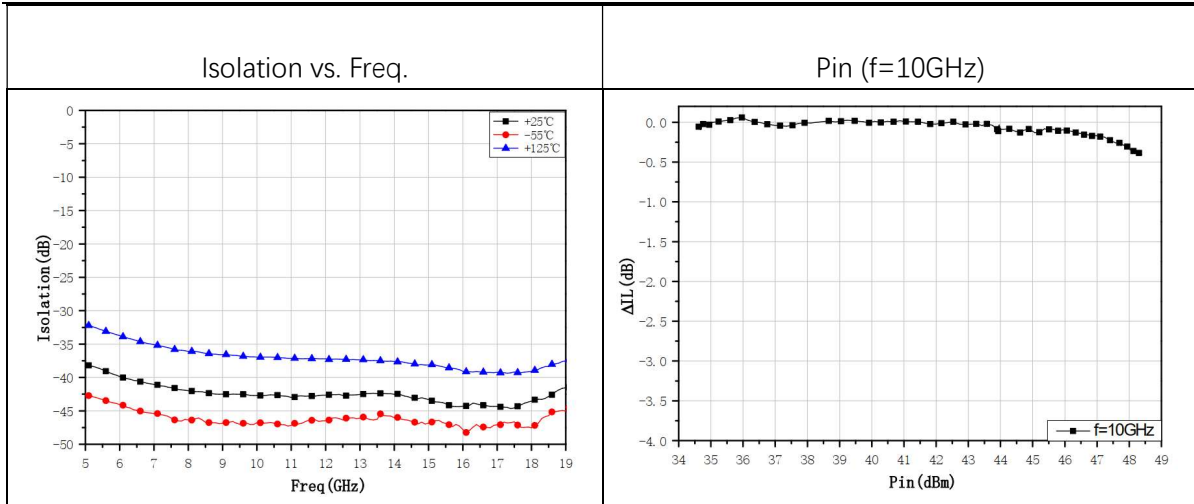 Isolation vs. Freq.
Pin (f=10GHz)
Isolation(dB)
0
-5
-10
-15
-20
-25
-30
-35
-40
-45
-50
+25℃
-55℃
+125℃
5 6 7 8 9 10 11 12 13 14 15 16 17 18 19
Freq(GHz)
ΔIL(dB)
0.0
-0.5
-1.0
-1.5
-2.0
-2.5
-3.0
-3.5
-4.0
f=10GHz
34 35 36 37 38 39 40 41 42 43 44 45 46 47 48 49
Pin(dBm)